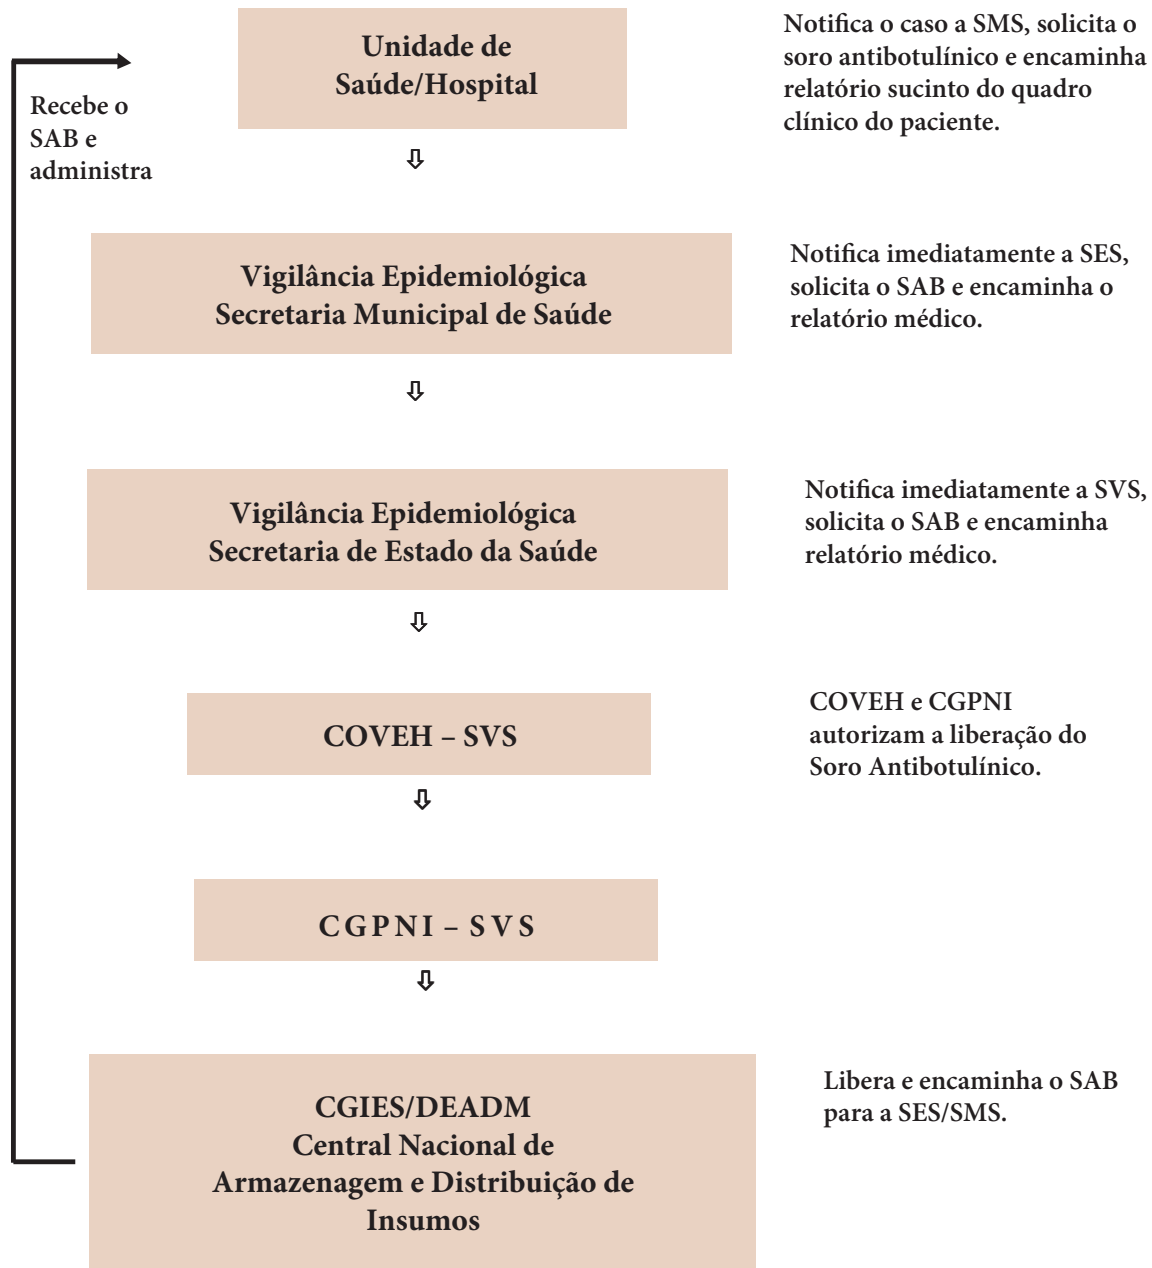 Unidade de
Saúde/Hospital
Notifica o caso a SMS, solicita o
soro antibotulínico e encaminha
relatório sucinto do quadro
clínico do paciente.
Recebe o
SAB e
administra
Vigilância Epidemiológica
Secretaria Municipal de Saúde
Notifica imediatamente a SES,
solicita o SAB e encaminha o
relatório médico.
Vigilância Epidemiológica
Secretaria de Estado da Saúde
Notifica imediatamente a SVS,
solicita o SAB e encaminha
relatório médico.
COVEH – SVS
COVEH e CGPNI
autorizam a liberação do
Soro Antibotulínico.
CGPNI – SVS
CGIES/DEADM
Central Nacional de
Armazenagem e Distribuição de
Insumos
Libera e encaminha o SAB
para a SES/SMS.